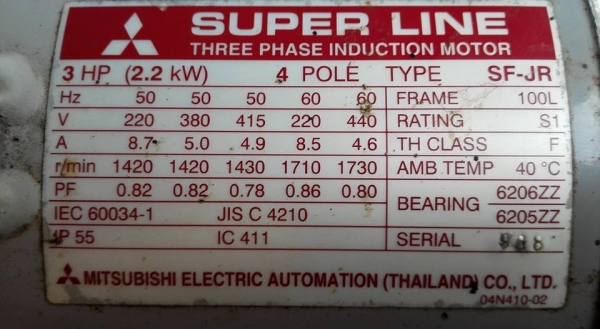 SUPER LINE
THREE PHASE INDUCTION MOTOR
3 HP (2.2 kW) 4 POLE TYPE SF-JR
Hz 50 50 50 60 60 FRAME 100L
V 220 380 415 220 440 RATING S1
A 8.7 5.0 4.9 8.5 4.6 TH CLASS F
r/min 1420 1420 1430 1710 1730 AMB TEMP 40 °C
PF 0.82 0.82 0.78 0.86 0.80 BEARING 6206ZZ
6205ZZ
IEC 60034-1 JIS C 4210
IP 55 IC 411 SERIAL
MITSUBISHI ELECTRIC AUTOMATION (THAILAND) CO., LTD.
04N410-02